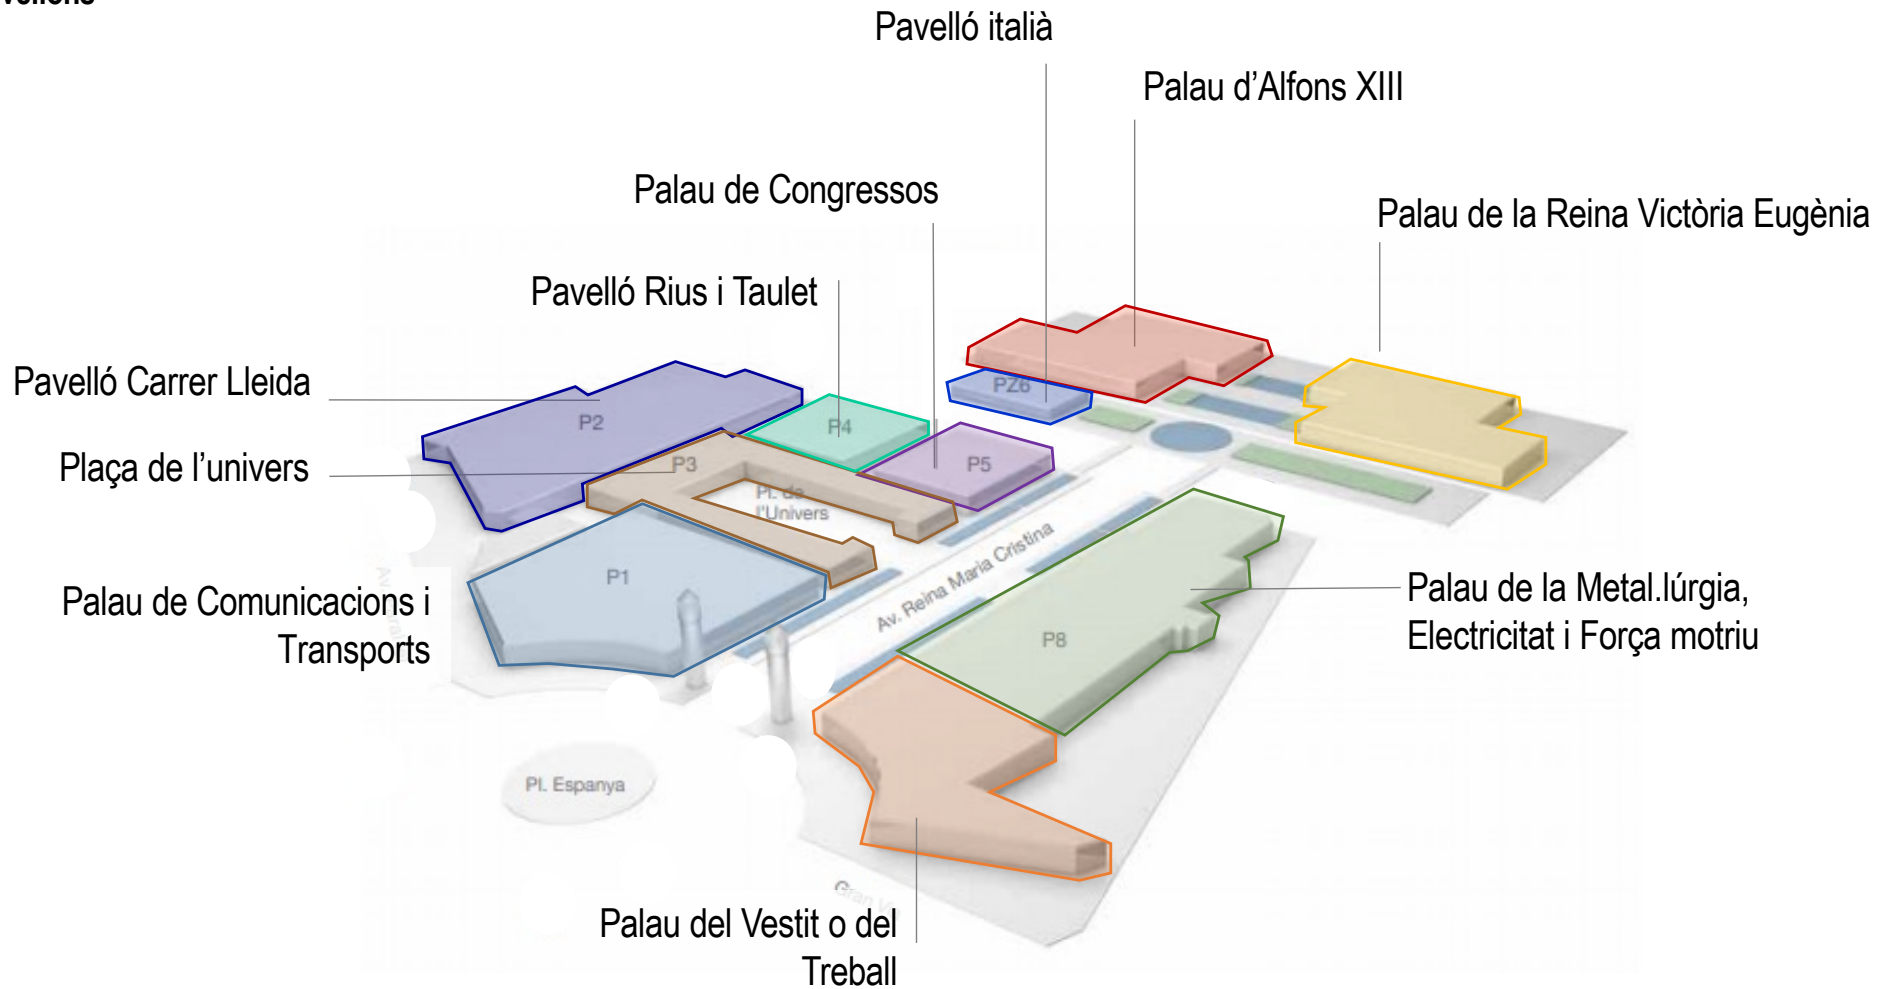 Pavelló italià
Palau d'Alfons XIII
Palau de Congressos
Palau de la Reina Victòria Eugènia
Pavelló Rius i Taulet
Pavelló Carrer Lleida
PZ6
P2
P4
Plaça de l'univers
P3
P5
Pl. de
l'Univers
P1
Av. Reina Maria Cristina
Palau de Comunicacions i
Transports
Palau de la Metal.lúrgia,
Electricitat i Força motriu
P8
Pl. Espanya
Gran Via
Palau del Vestit o del
Treball